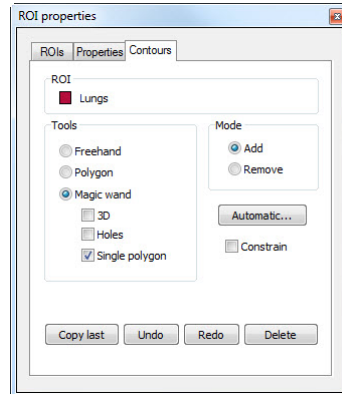 ROI properties
ROIs Properties Contours
ROI
Lungs
Tools
Freehand
Polygon
Magic wand
3D
Holes
Single polygon
Mode
Add
Remove
Automatic...
Constrain
Copy last Undo Redo Delete